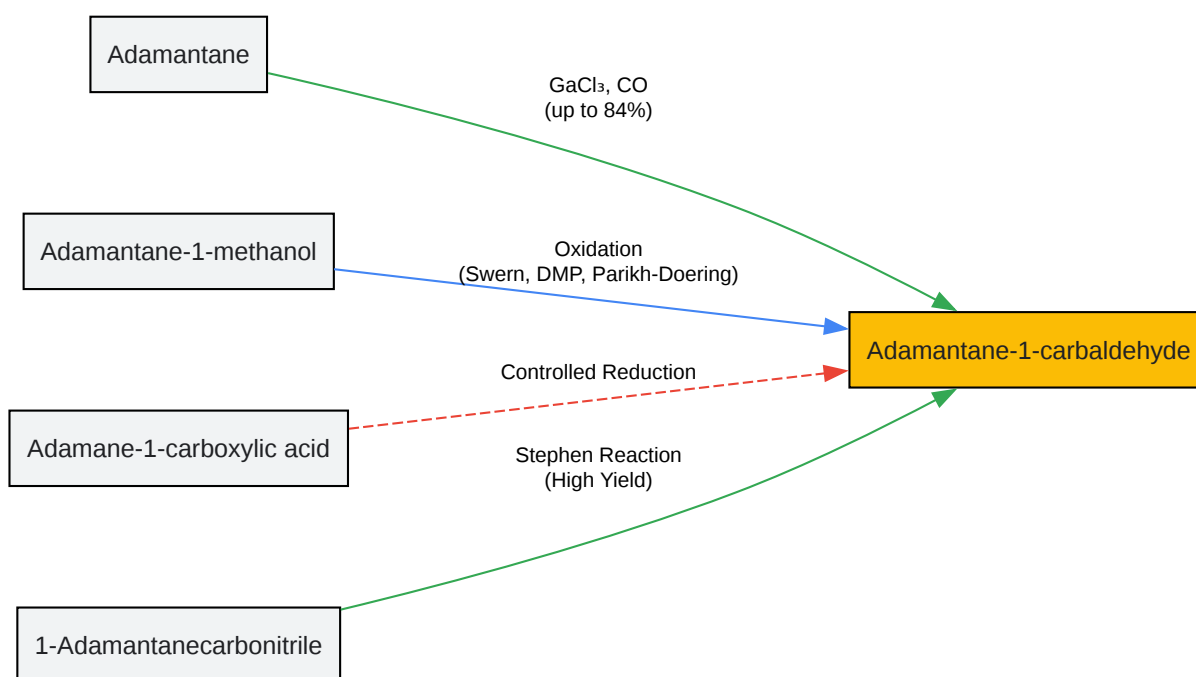 Adamantane
GaCl₃, CO
(up to 84%)
Adamantane-1-methanol
Oxidation
(Swern, DMP, Parikh-Doering)
Adamantane-1-carbaldehyde
Controlled Reduction
Adamane-1-carboxylic acid
Stephen Reaction
(High Yield)
1-Adamantanecarbonitrile